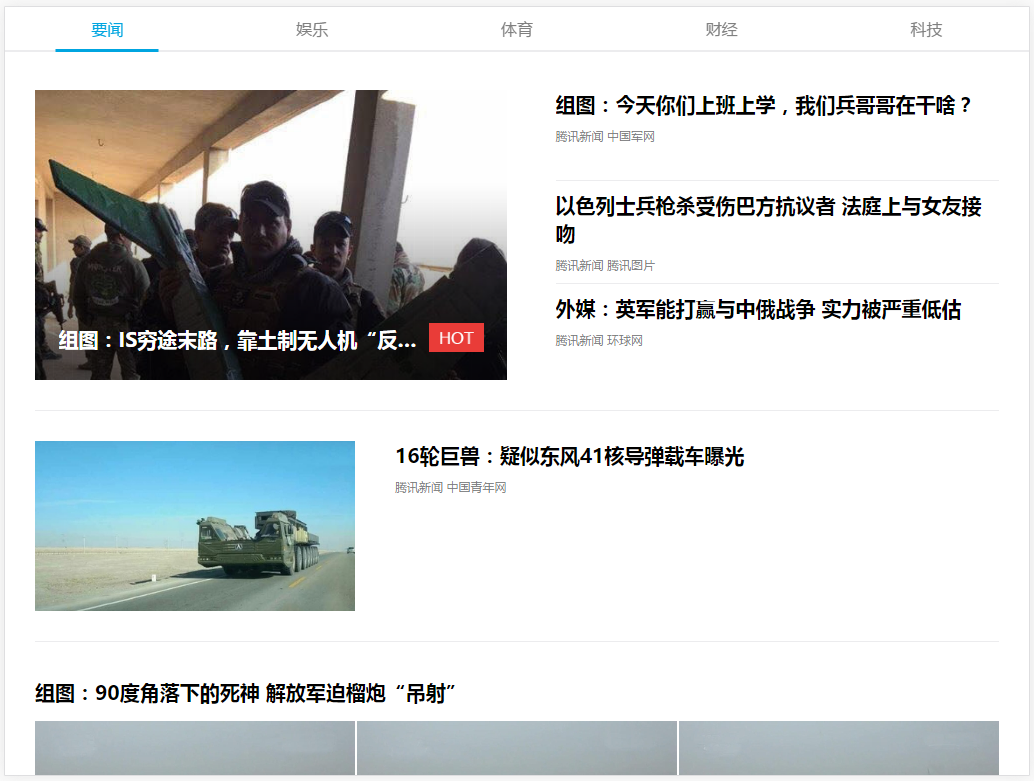 要闻 娱乐 体育 财经 科技
组图：IS穷途末路，靠土制无人机“反... HOT
组图：今天你们上班上学，我们兵哥哥在干啥？
腾讯新闻 中国军网
以色列士兵枪杀受伤巴方抗议者 法庭上与女友接
吻
腾讯新闻 腾讯图片
外媒：英军能打赢与中俄战争 实力被严重低估
腾讯新闻 环球网
16轮巨兽：疑似东风41核导弹载车曝光
腾讯新闻 中国青年网
组图：90度角落下的死神 解放军迫榴炮“吊射”